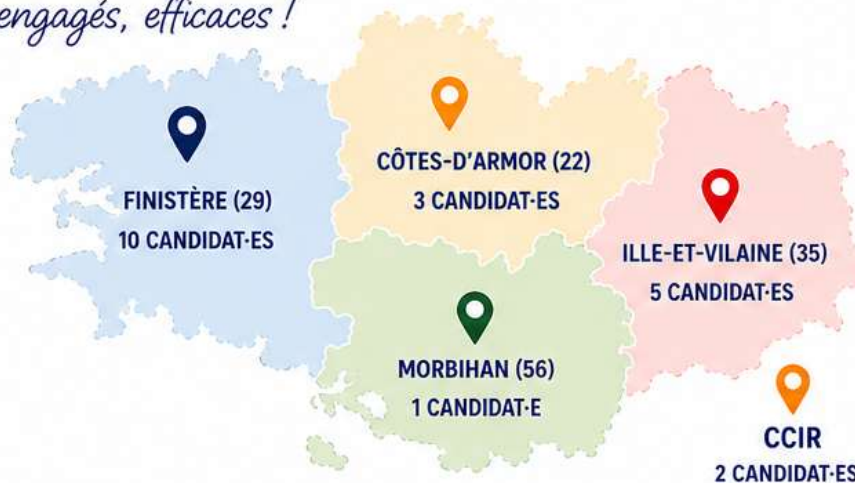 engagés, efficaces !
FINISTÈRE (29)
10 CANDIDAT·ES
CÔTES-D'ARMOR (22)
3 CANDIDAT·ES
ILLE-ET-VILAINE (35)
5 CANDIDAT·ES
MORBIHAN (56)
1 CANDIDAT·E
CCIR
2 CANDIDAT·ES